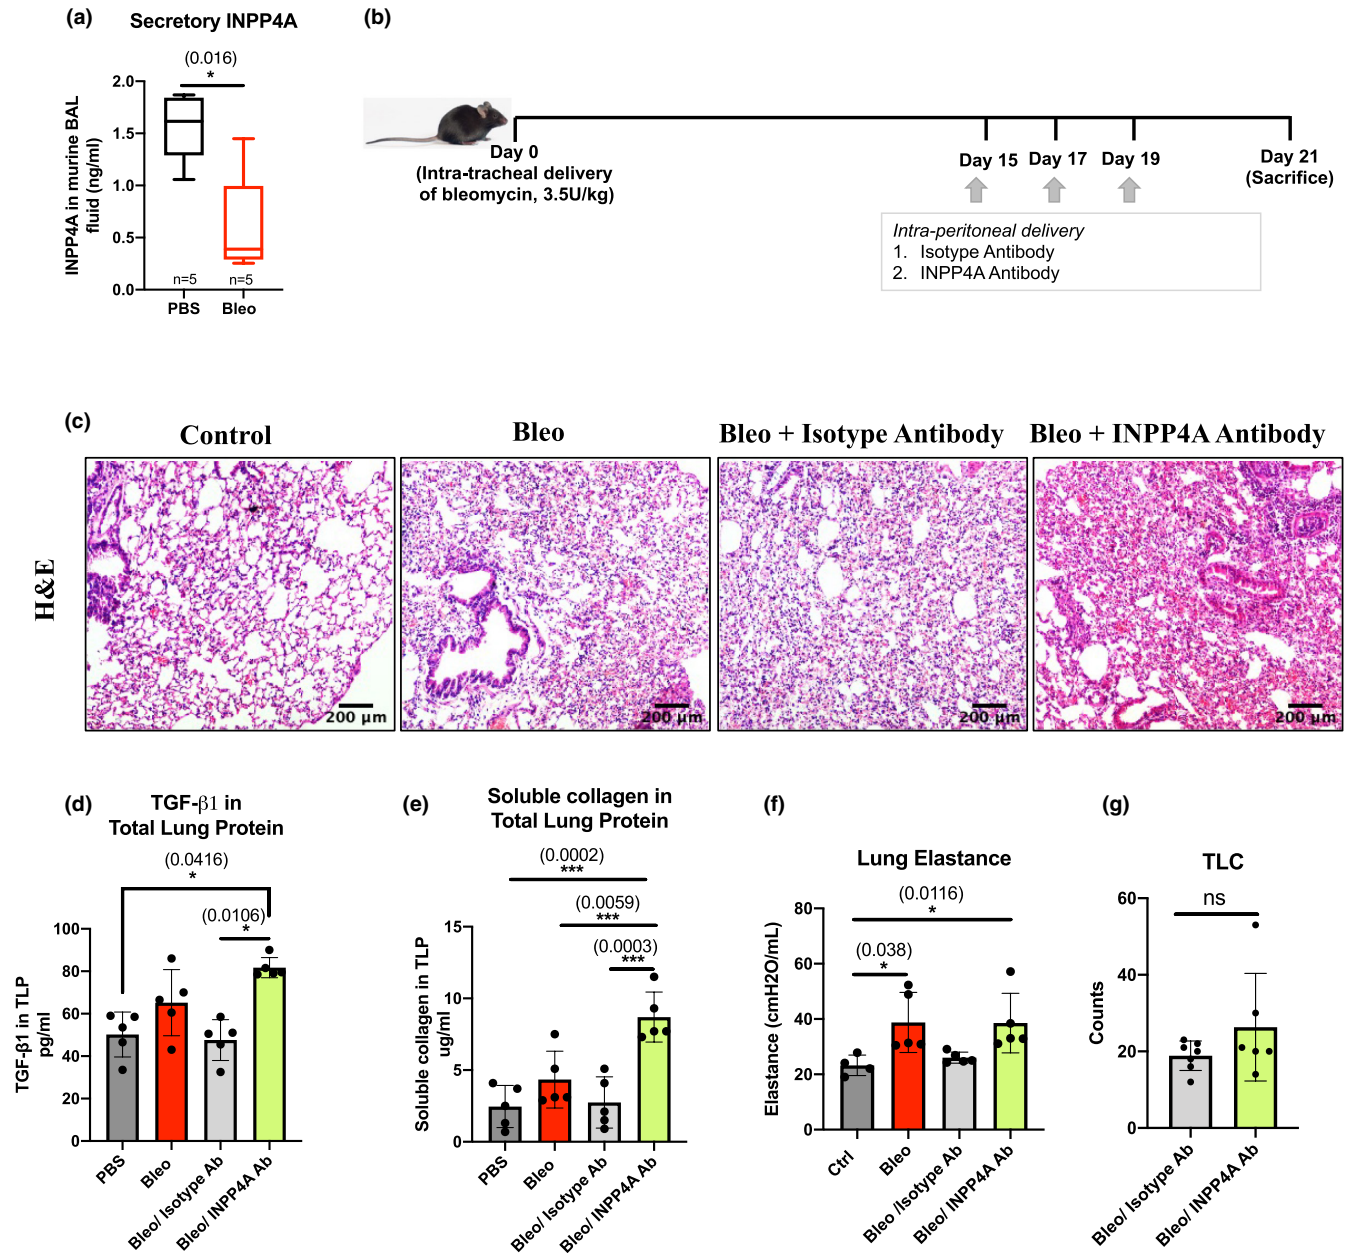 (a)
Secretory INPP4A
(0.016)
*
INPP4A in murine BAL
fluid (ng/ml)
2.0
1.5
1.0
0.5
0.0
n=5
n=5
PBS
Bleo
(b)
Day 0
(Intra-tracheal delivery
of bleomycin, 3.5U/kg)
Day 15
Day 17
Day 19
Day 21
(Sacrifice)
Intra-peritoneal delivery
1. Isotype Antibody
2. INPP4A Antibody
(c)
Control
Bleo
Bleo + Isotype Antibody
Bleo + INPP4A Antibody
H&E
200 µm
200 µm
200 µm
200 µm
(d)
TGF-β1 in
Total Lung Protein
(0.0416)
*
(0.0106)
*
TGF-β1 in TLP
pg/ml
100
80
60
40
20
0
PBS
Bleo
Bleo/ Isotype Ab
Bleo/ INPP4A Ab
(e)
Soluble collagen in
Total Lung Protein
(0.0002)
***
(0.0059)
***
(0.0003)
***
Soluble collagen in TLP
ug/ml
15
10
5
0
PBS
Bleo
Bleo/ Isotype Ab
Bleo/ INPP4A Ab
(f)
Lung Elastance
(0.0116)
*
(0.038)
*
Elastance (cmH2O/mL)
80
60
40
20
0
Ctrl
Bleo
Bleo /Isotype Ab
Bleo/ INPP4A Ab
(g)
TLC
ns
Counts
60
40
20
0
Bleo/ Isotype Ab
Bleo/ INPP4A Ab